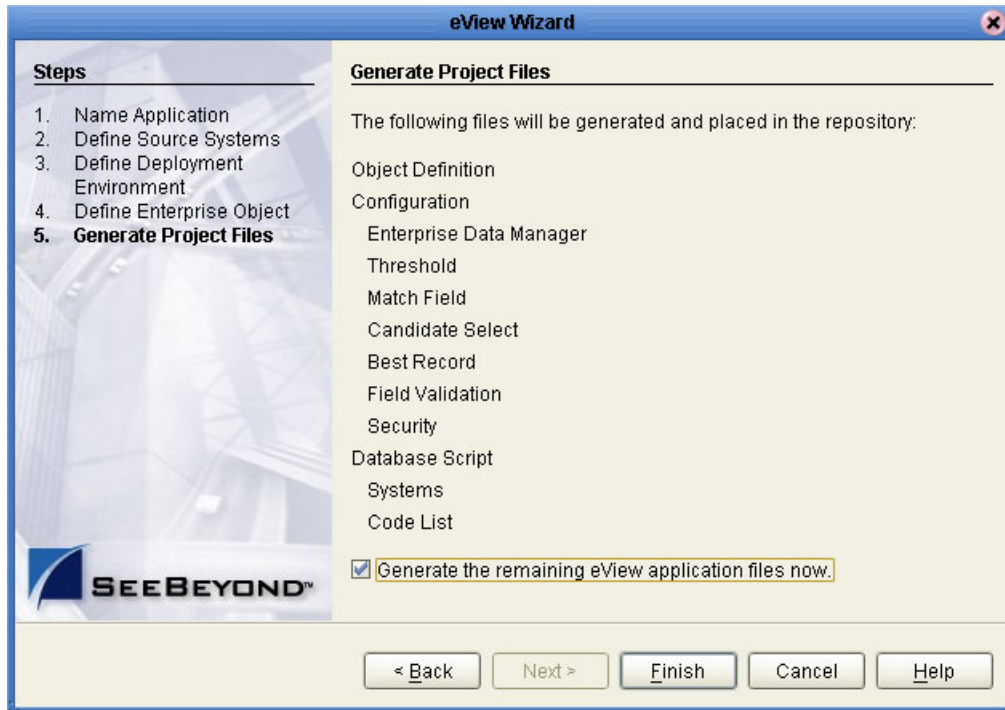 eView Wizard
Steps
1. Name Application
2. Define Source Systems
3. Define Deployment
Environment
4. Define Enterprise Object
5. Generate Project Files
SEEBEYOND™
Generate Project Files
The following files will be generated and placed in the repository:
Object Definition
Configuration
Enterprise Data Manager
Threshold
Match Field
Candidate Select
Best Record
Field Validation
Security
Database Script
Systems
Code List
Generate the remaining eView application files now.
< Back
Next >
Finish
Cancel
Help